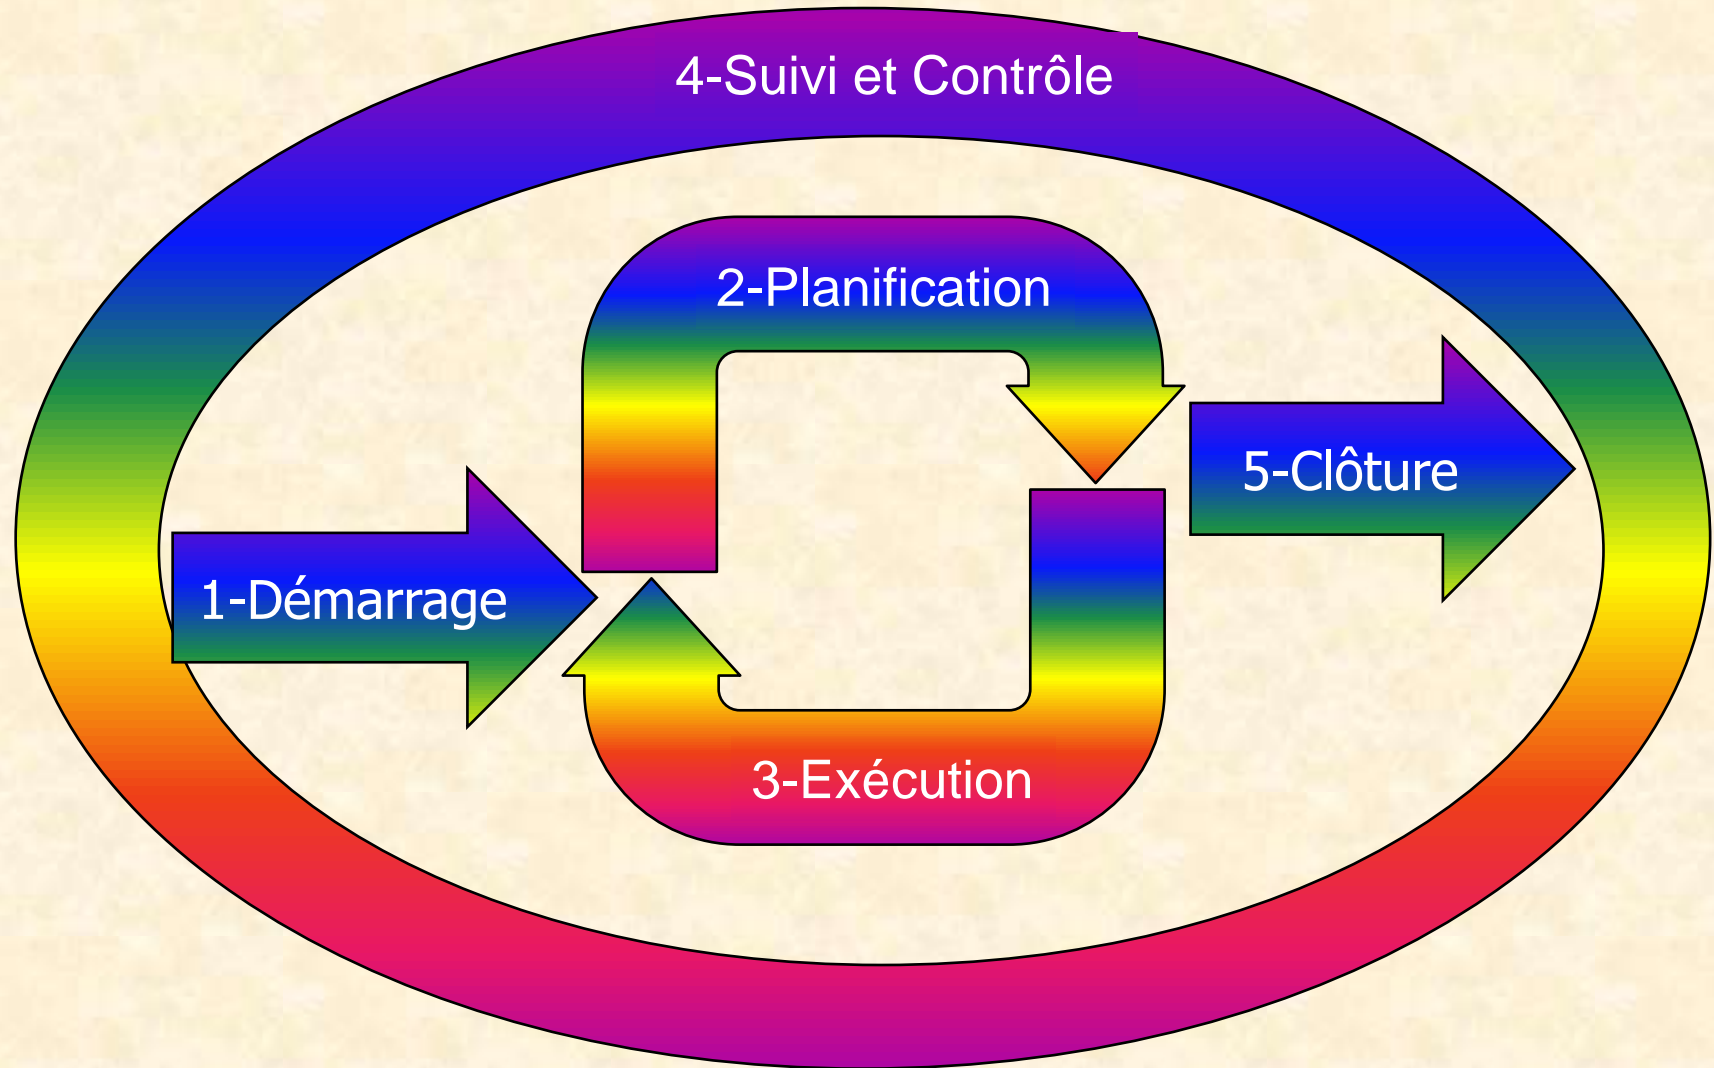 4-Suivi et Contrôle
2-Planification
5-Clôture
1-Démarrage
3-Exécution